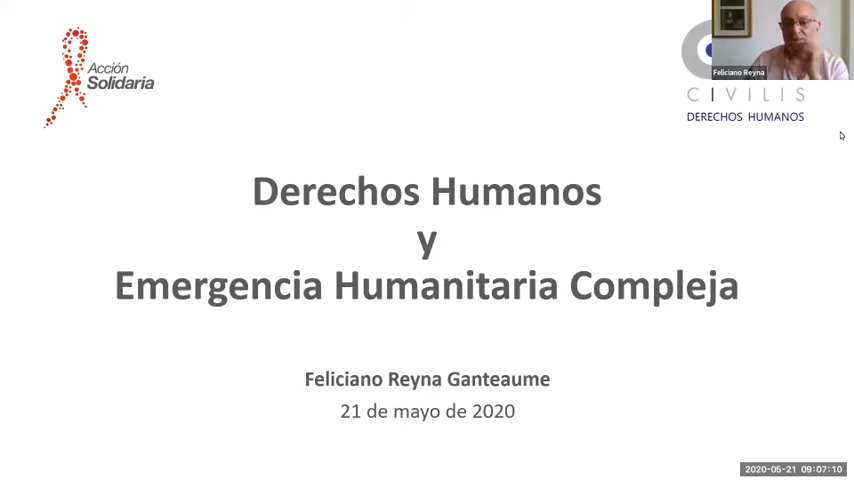 Acción
Solidaria
Feliciano Reyna
CIVILIS
DERECHOS HUMANOS
Derechos Humanos
y
Emergencia Humanitaria Compleja
Feliciano Reyna Ganteaume
21 de mayo de 2020
2020-05-21 09:07:10